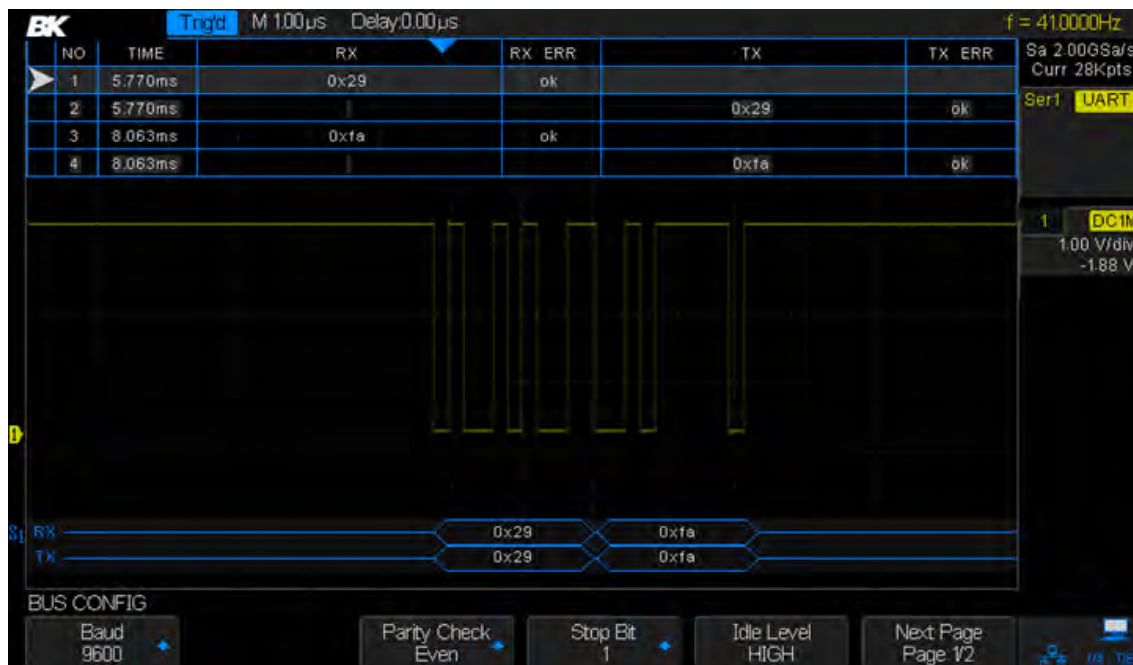 BK Trig'd M 1.00µs Delay:0.00µs f = 41.0000Hz
Sa 2.00GSa/s
Curr 28Kpts
NO TIME RX RX ERR TX TX ERR
1 5.770ms 0x29 ok
2 5.770ms 0x29 ok
3 8.063ms 0xfa ok
4 8.063ms 0xfa ok
Ser1 UART
1 DC1M
1.00 V/div
-1.88 V
1
S1 RX 0x29 0xfa
TX 0x29 0xfa
BUS CONFIG
Baud Parity Check Stop Bit Idle Level Next Page
9600 Even 1 HIGH Page 1/2